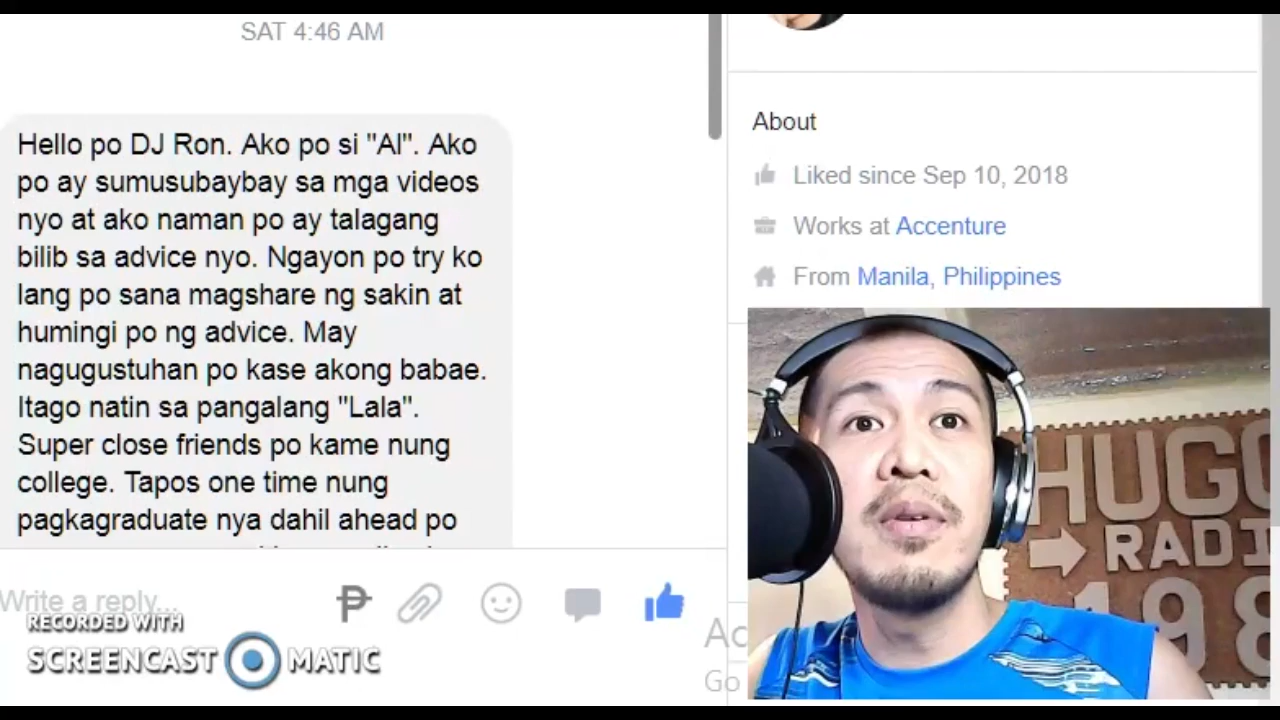 SAT 4:46 AM
Hello po DJ Ron. Ako po si "Al". Ako
po ay sumusubaybay sa mga videos
nyo at ako naman po ay talagang
bilib sa advice nyo. Ngayon po try ko
lang po sana magshare ng sakin at
humingi po ng advice. May
nagugustuhan po kase akong babae.
Itago natin sa pangalang "Lala".
Super close friends po kame nung
college. Tapos one time nung
pagkagraduate nya dahil ahead po
Write a reply...
RECORDED WITH
SCREENCAST MATIC
About
Liked since Sep 10, 2018
Works at Accenture
From Manila, Philippines
HUGO
RADI
198
Ac
Go